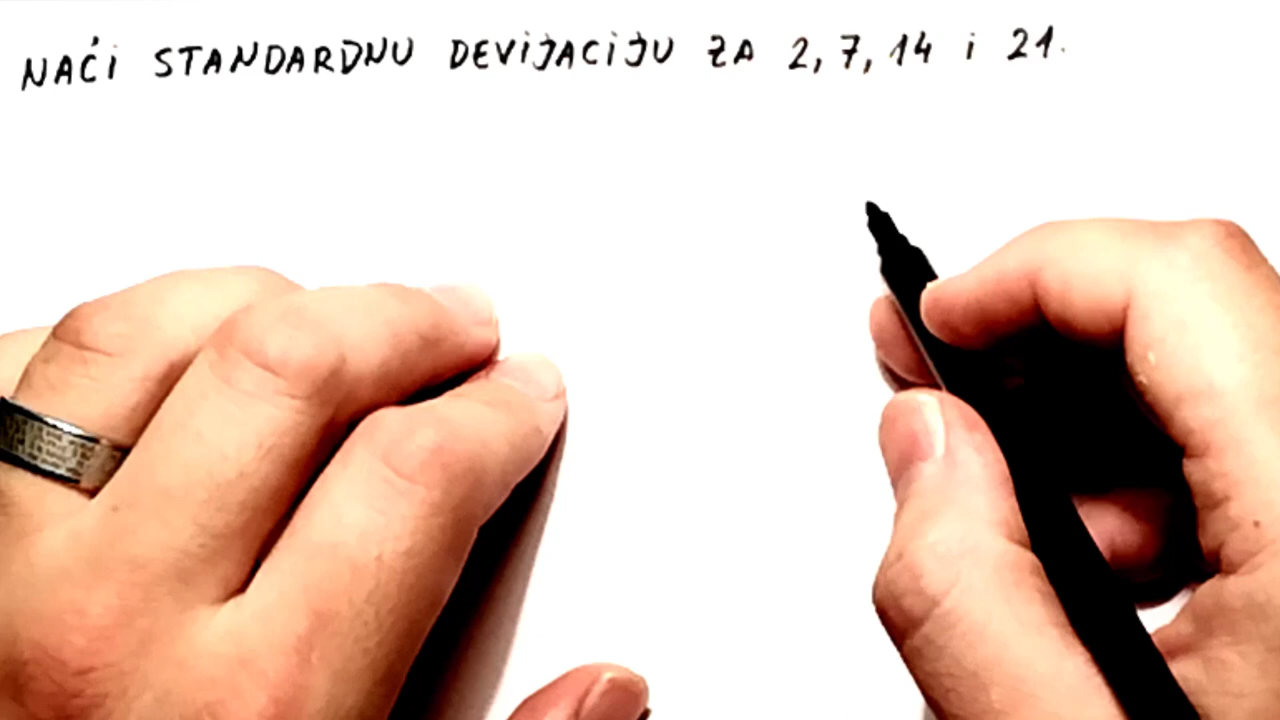 NAĆi STANDARDNU DEViJACiJU ZA 2, 7, 14 i 21.